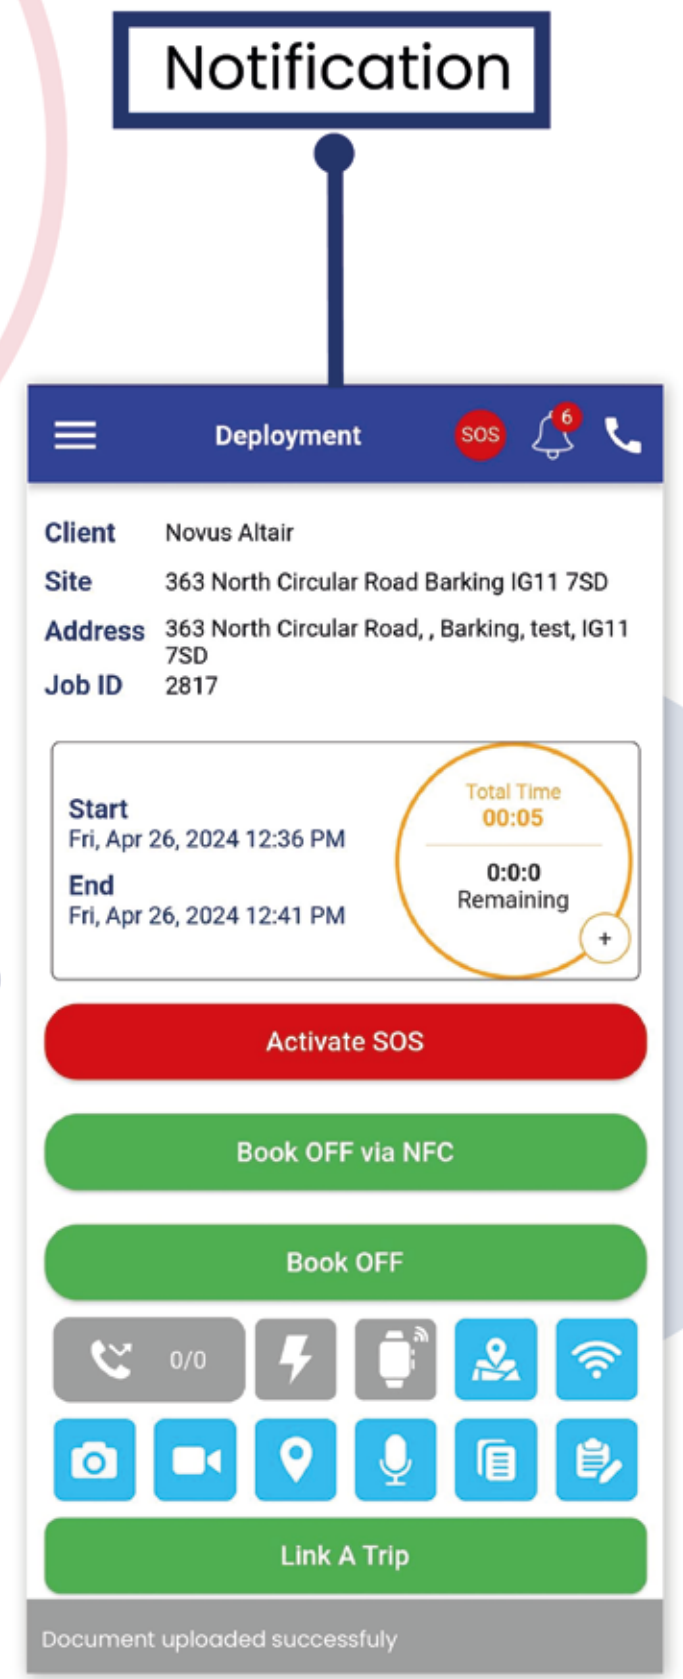 Notification
Deployment SOS 6
Client Novus Altair
Site 363 North Circular Road Barking IG11 7SD
Address 363 North Circular Road, , Barking, test, IG11
7SD
Job ID 2817
Start
Fri, Apr 26, 2024 12:36 PM
End
Fri, Apr 26, 2024 12:41 PM
Total Time
00:05
0:0:0
Remaining
+
Activate SOS
Book OFF via NFC
Book OFF
0/0
Link A Trip
Document uploaded successfuly